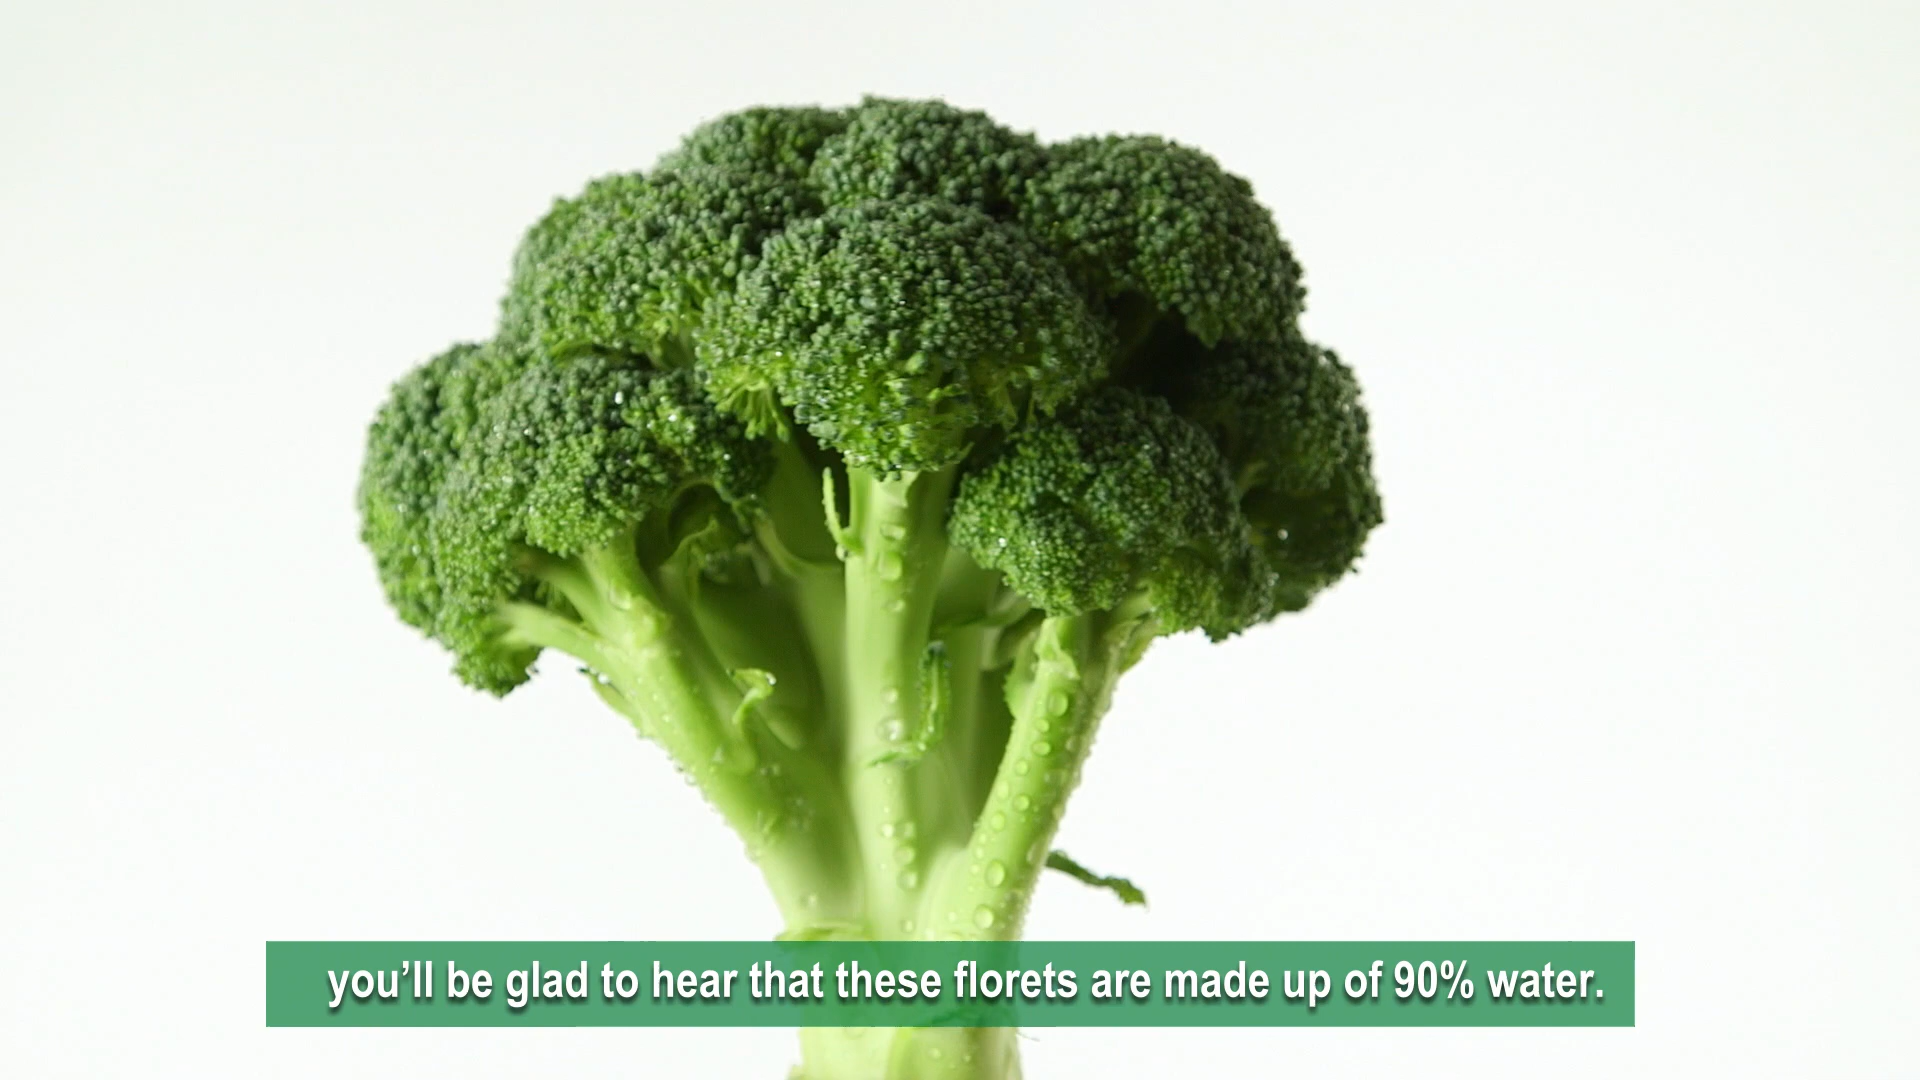 you’ll be glad to hear that these florets are made up of 90% water.